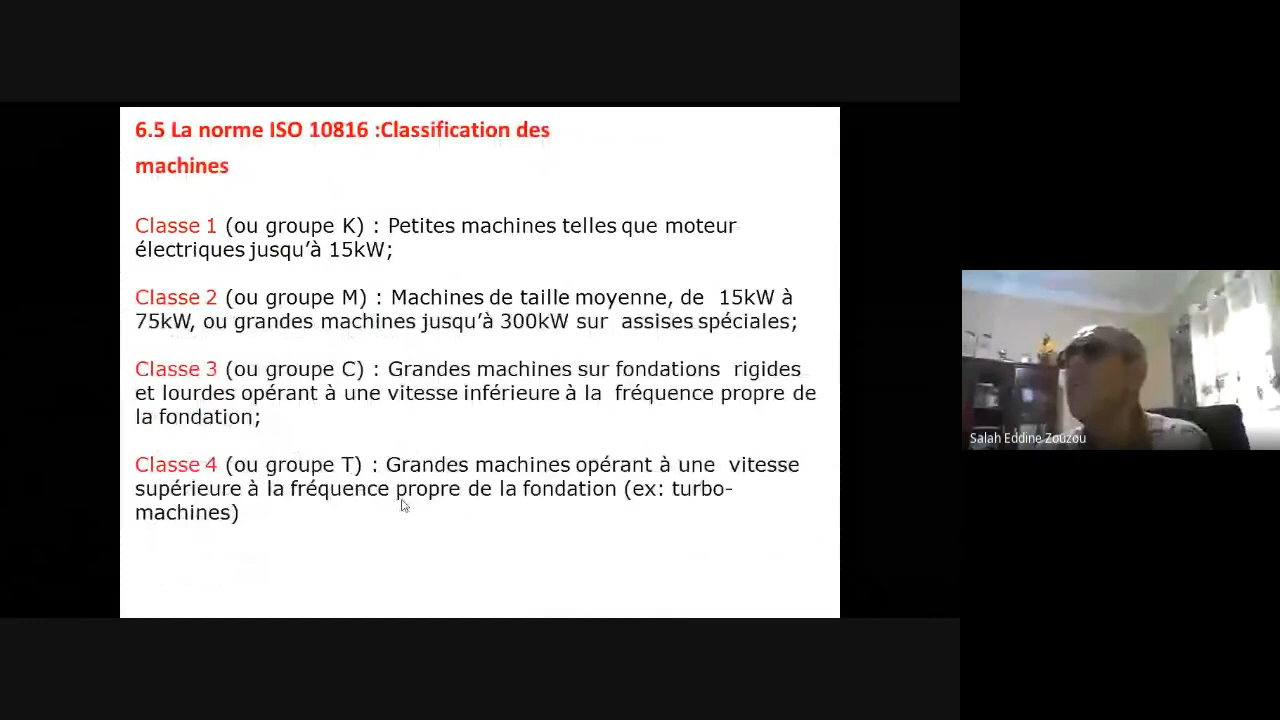 6.5 La norme ISO 10816 :Classification des
machines
Classe 1 (ou groupe K) : Petites machines telles que moteur
électriques jusqu’à 15kW;
Classe 2 (ou groupe M) : Machines de taille moyenne, de 15kW à
75kW, ou grandes machines jusqu’à 300kW sur assises spéciales;
Classe 3 (ou groupe C) : Grandes machines sur fondations rigides
et lourdes opérant à une vitesse inférieure à la fréquence propre de
la fondation;
Classe 4 (ou groupe T) : Grandes machines opérant à une vitesse
supérieure à la fréquence propre de la fondation (ex: turbo-
machines)
Salah Eddine Zouzou